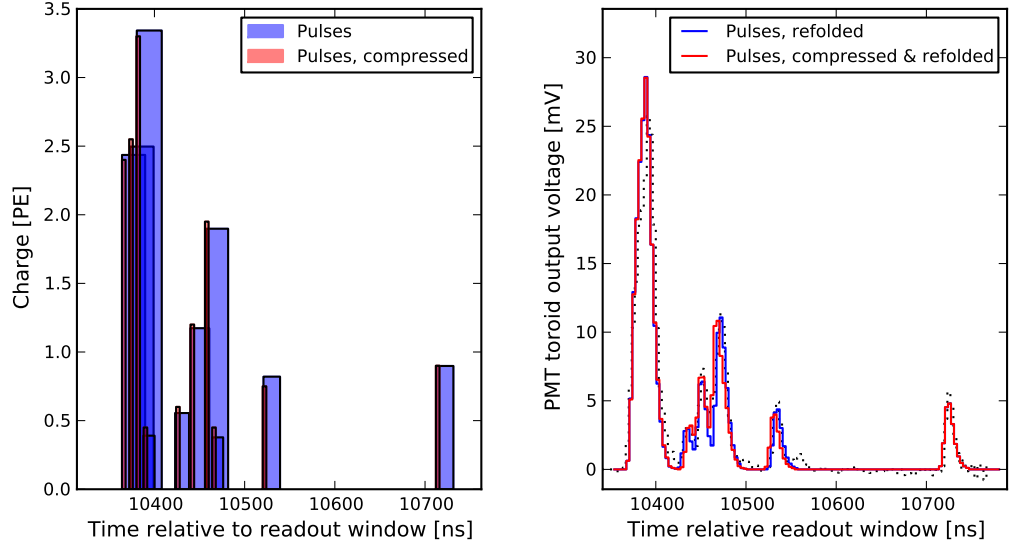 3.5
3.0
2.5
2.0
1.5
1.0
0.5
0.0
Charge [PE]
Pulses
Pulses, compressed
10400
10500
10600
10700
Time relative to readout window [ns]
30
25
20
15
10
5
0
PMT toroid output voltage [mV]
Pulses, refolded
Pulses, compressed & refolded
10400
10500
10600
10700
Time relative readout window [ns]